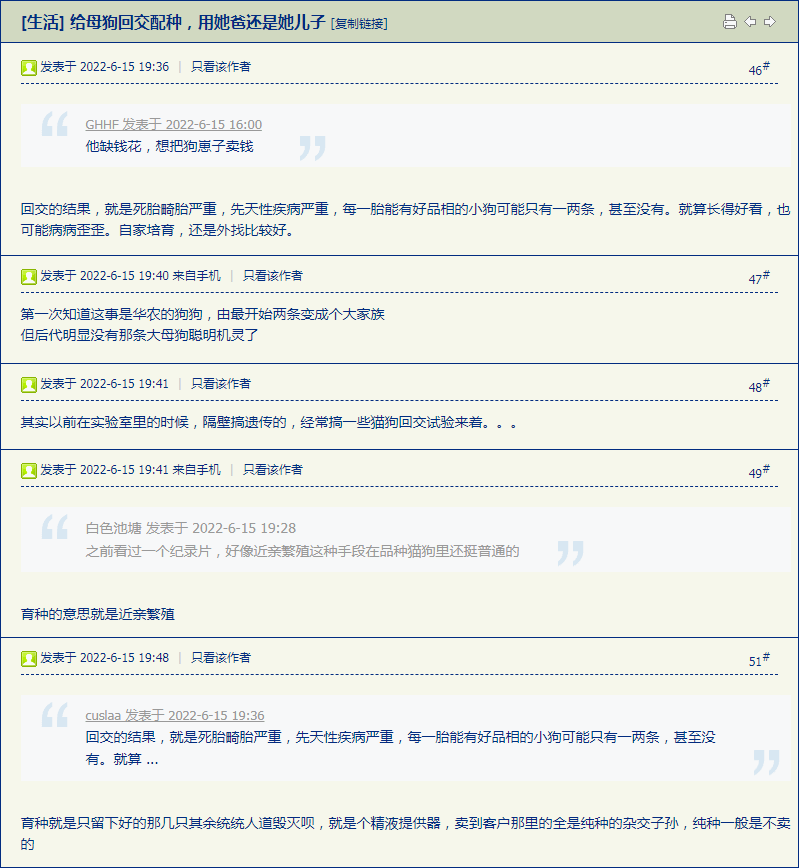 [生活] 给母狗回交配种，用她爸还是她儿子 [复制链接]
发表于 2022-6-15 19:36 | 只看该作者 46#
GHHF 发表于 2022-6-15 16:00
他缺钱花，想把狗崽子卖钱
回交的结果，就是死胎畸胎严重，先天性疾病严重，每一胎能有好品相的小狗可能只有一两条，甚至没有。就算长得好看，也
可能病病歪歪。自家培育，还是外找比较好。
发表于 2022-6-15 19:40 来自手机 | 只看该作者 47#
第一次知道这事是华农的狗狗，由最开始两条变成个大家族
但后代明显没有那条大母狗聪明机灵了
发表于 2022-6-15 19:41 | 只看该作者 48#
其实以前在实验室里的时候，隔壁搞遗传的，经常搞一些猫狗回交试验来着。。。
发表于 2022-6-15 19:41 来自手机 | 只看该作者 49#
白色池塘 发表于 2022-6-15 19:28
之前看过一个纪录片，好像近亲繁殖这种手段在品种猫狗里还挺普通的
育种的意思就是近亲繁殖
发表于 2022-6-15 19:48 | 只看该作者 51#
cuslaa 发表于 2022-6-15 19:36
回交的结果，就是死胎畸胎严重，先天性疾病严重，每一胎能有好品相的小狗可能只有一两条，甚至没
有。就算 ...
育种就是只留下好的那几只其余统统人道毁灭呗，就是个精液提供器，卖到客户那里的全是纯种的杂交子孙，纯种一般是不卖
的